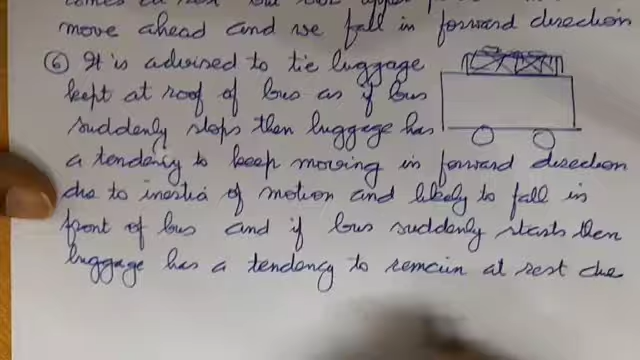 move ahead and we fall in forward direction
⑥ It is advised to tie luggage
kept at roof of bus as if bus
suddenly stops then luggage has
a tendency to keep moving in forward direction
due to inertia of motion and likely to fall in
front of bus and if bus suddenly starts then
luggage has a tendency to remain at rest due